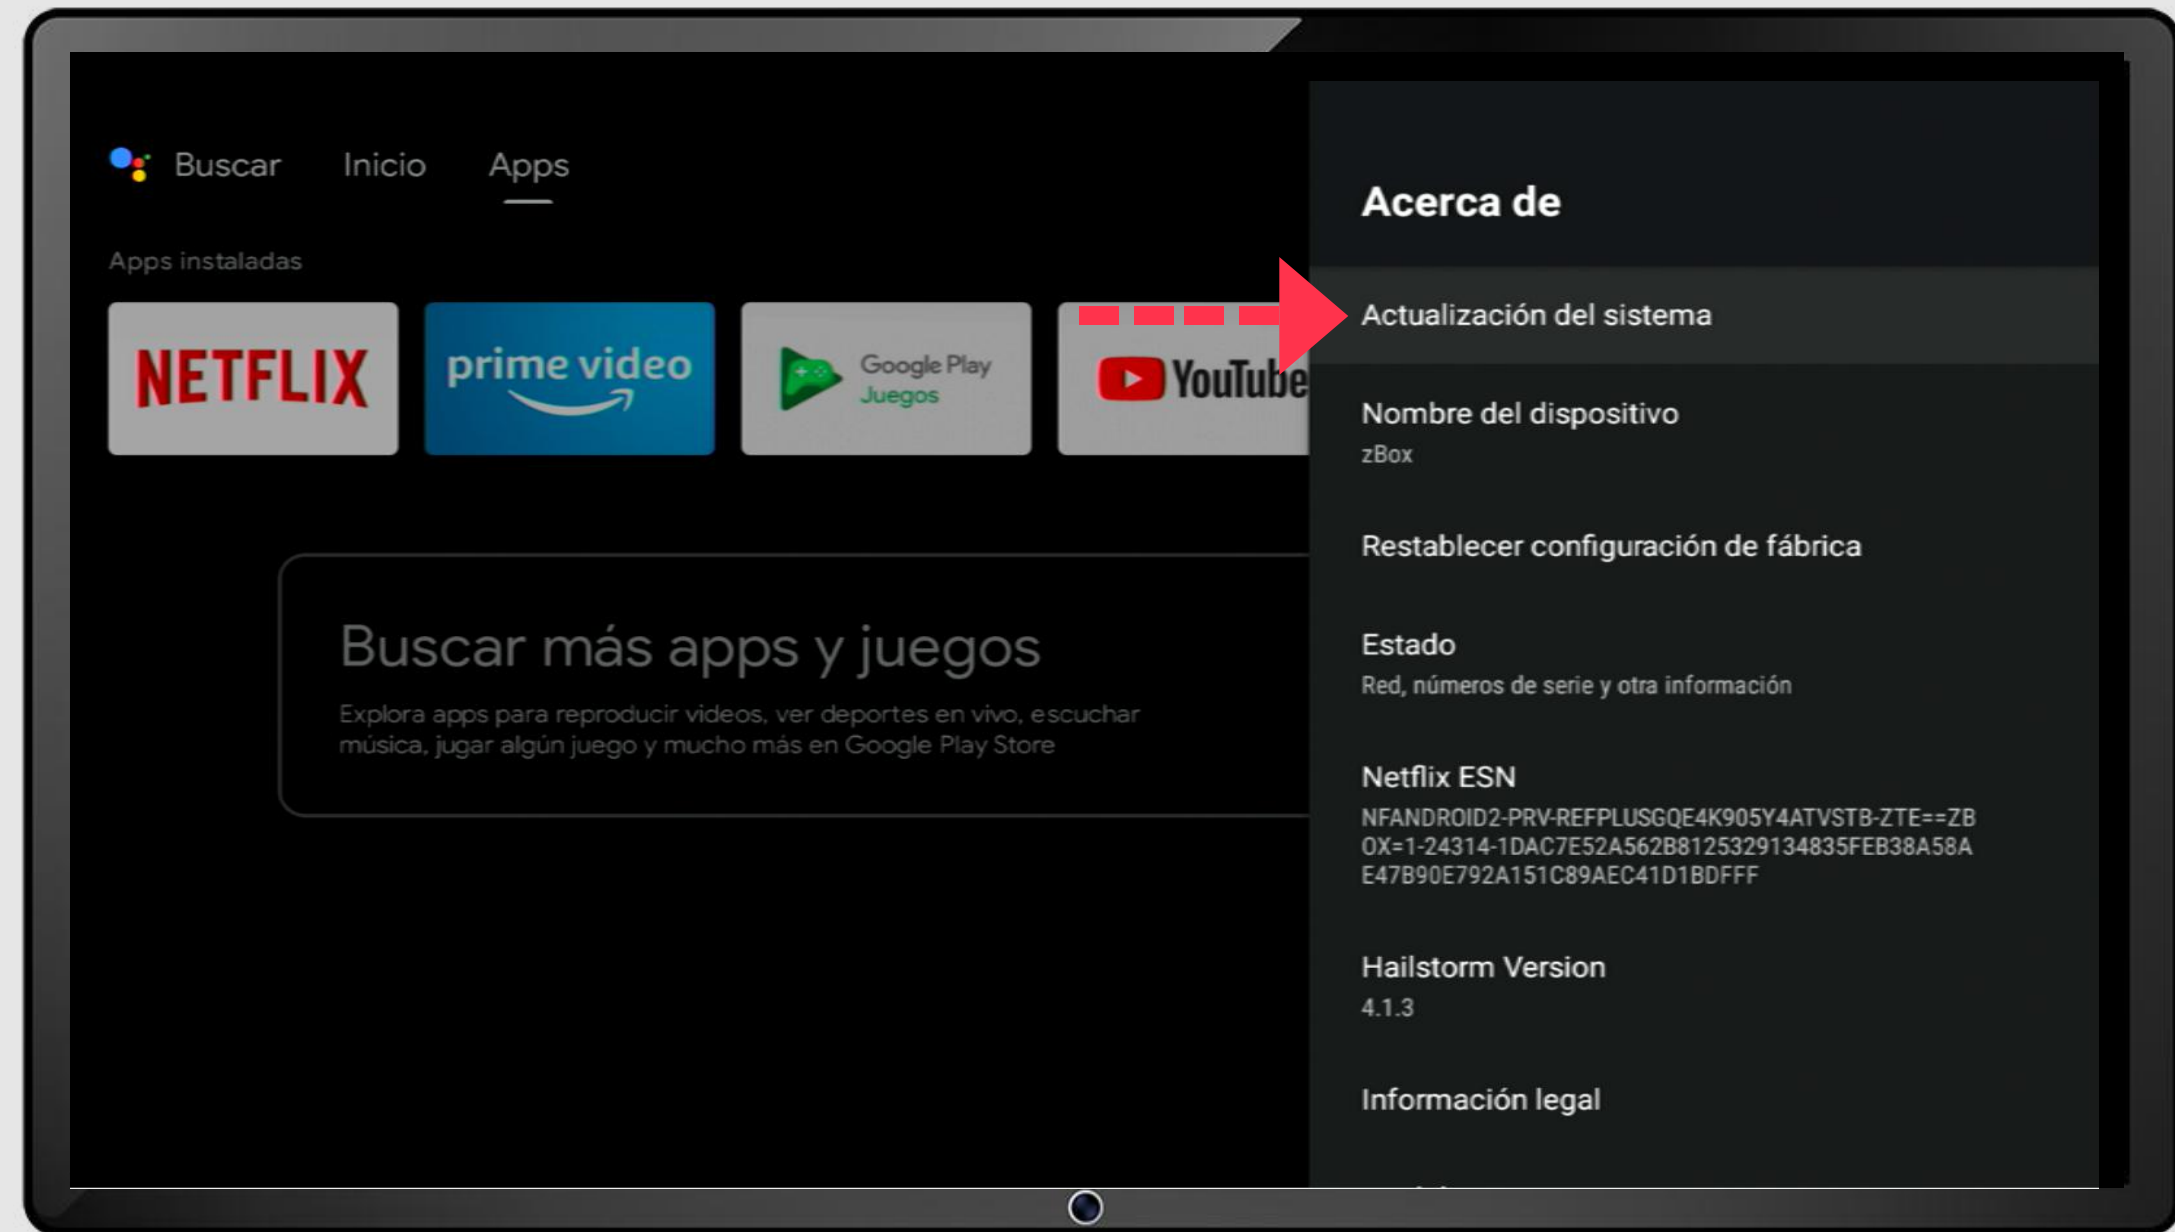 Buscar Inicio Apps
Apps instaladas
NETFLIX
prime video
Google Play
Juegos
YouTube
Buscar más apps y juegos
Explora apps para reproducir videos, ver deportes en vivo, escuchar
música, jugar algún juego y mucho más en Google Play Store
Acerca de
Actualización del sistema
Nombre del dispositivo
zBox
Restablecer configuración de fábrica
Estado
Red, números de serie y otra información
Netflix ESN
NFANDROID2-PRV-REFPLUSGQE4K905Y4ATVSTB-ZTE==ZB
OX=1-24314-1DAC7E52A562B8125329134835FEB38A58A
E47B90E792A151C89AEC41D1BDFFF
Hailstorm Version
4.1.3
Información legal